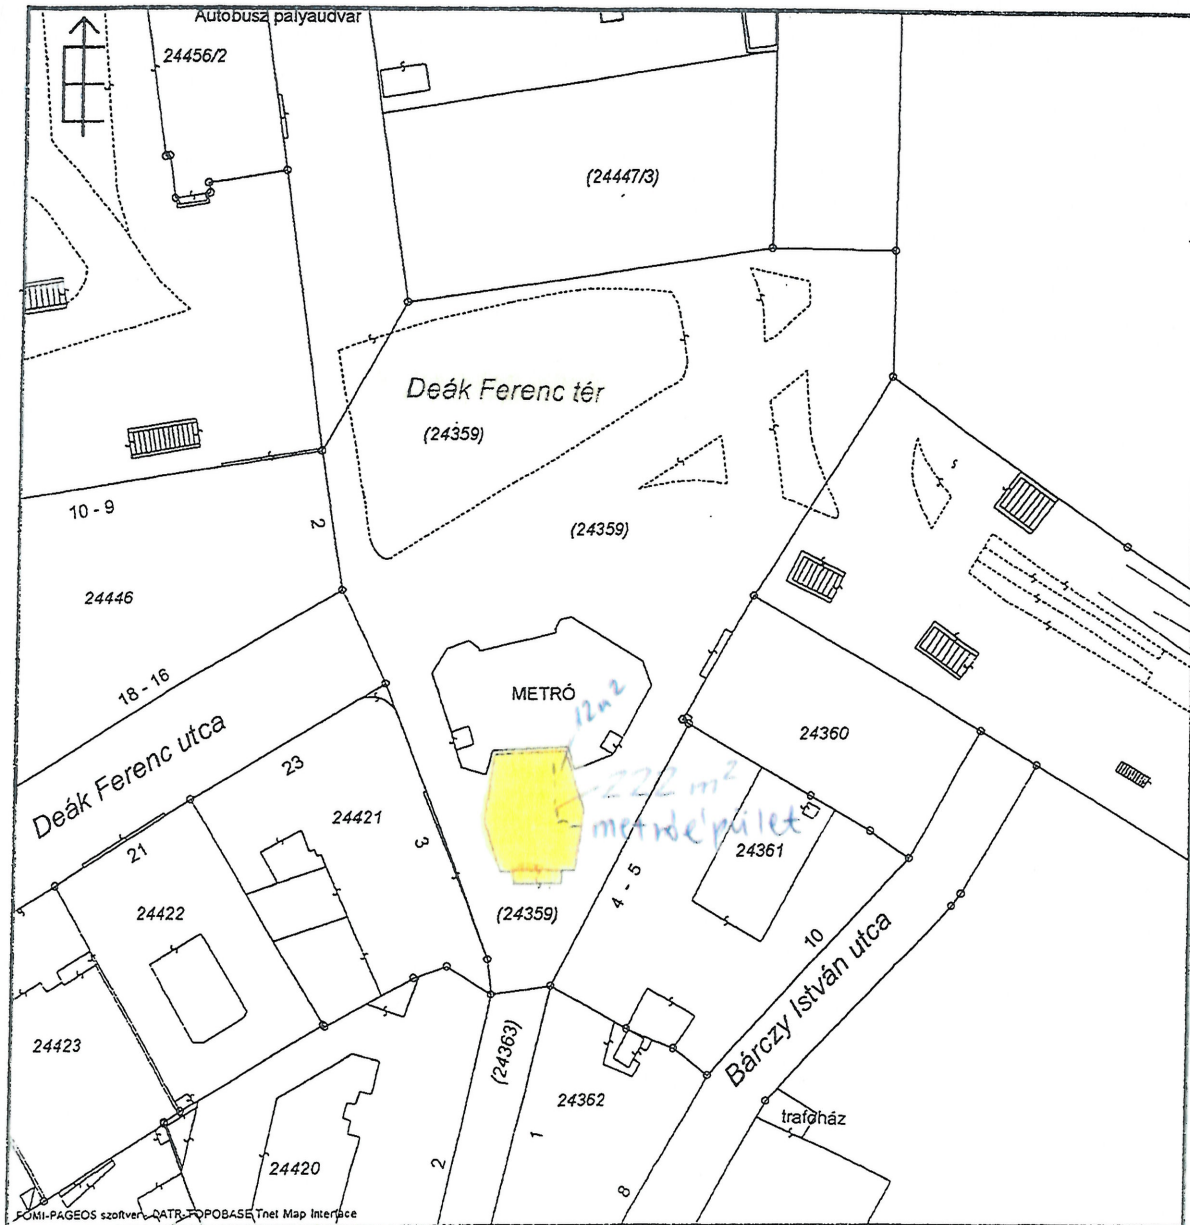 Autobusz pályaudvar
24456/2
(24447/3)
Deák Ferenc tér
(24359)
10 - 9
2
(24359)
24446
18 - 16
METRÓ
12m²
Deák Ferenc utca
24360
23
222 m²
24421
metróépület
3
21
24361
4 - 5
24422
(24359)
10
Bárczy István utca
24423
(24363)
24362
trafóház
1
2
24420
8
FÖMI-PAGEOS szoftver - DATR-TOPOBASE Tnet Map Interface